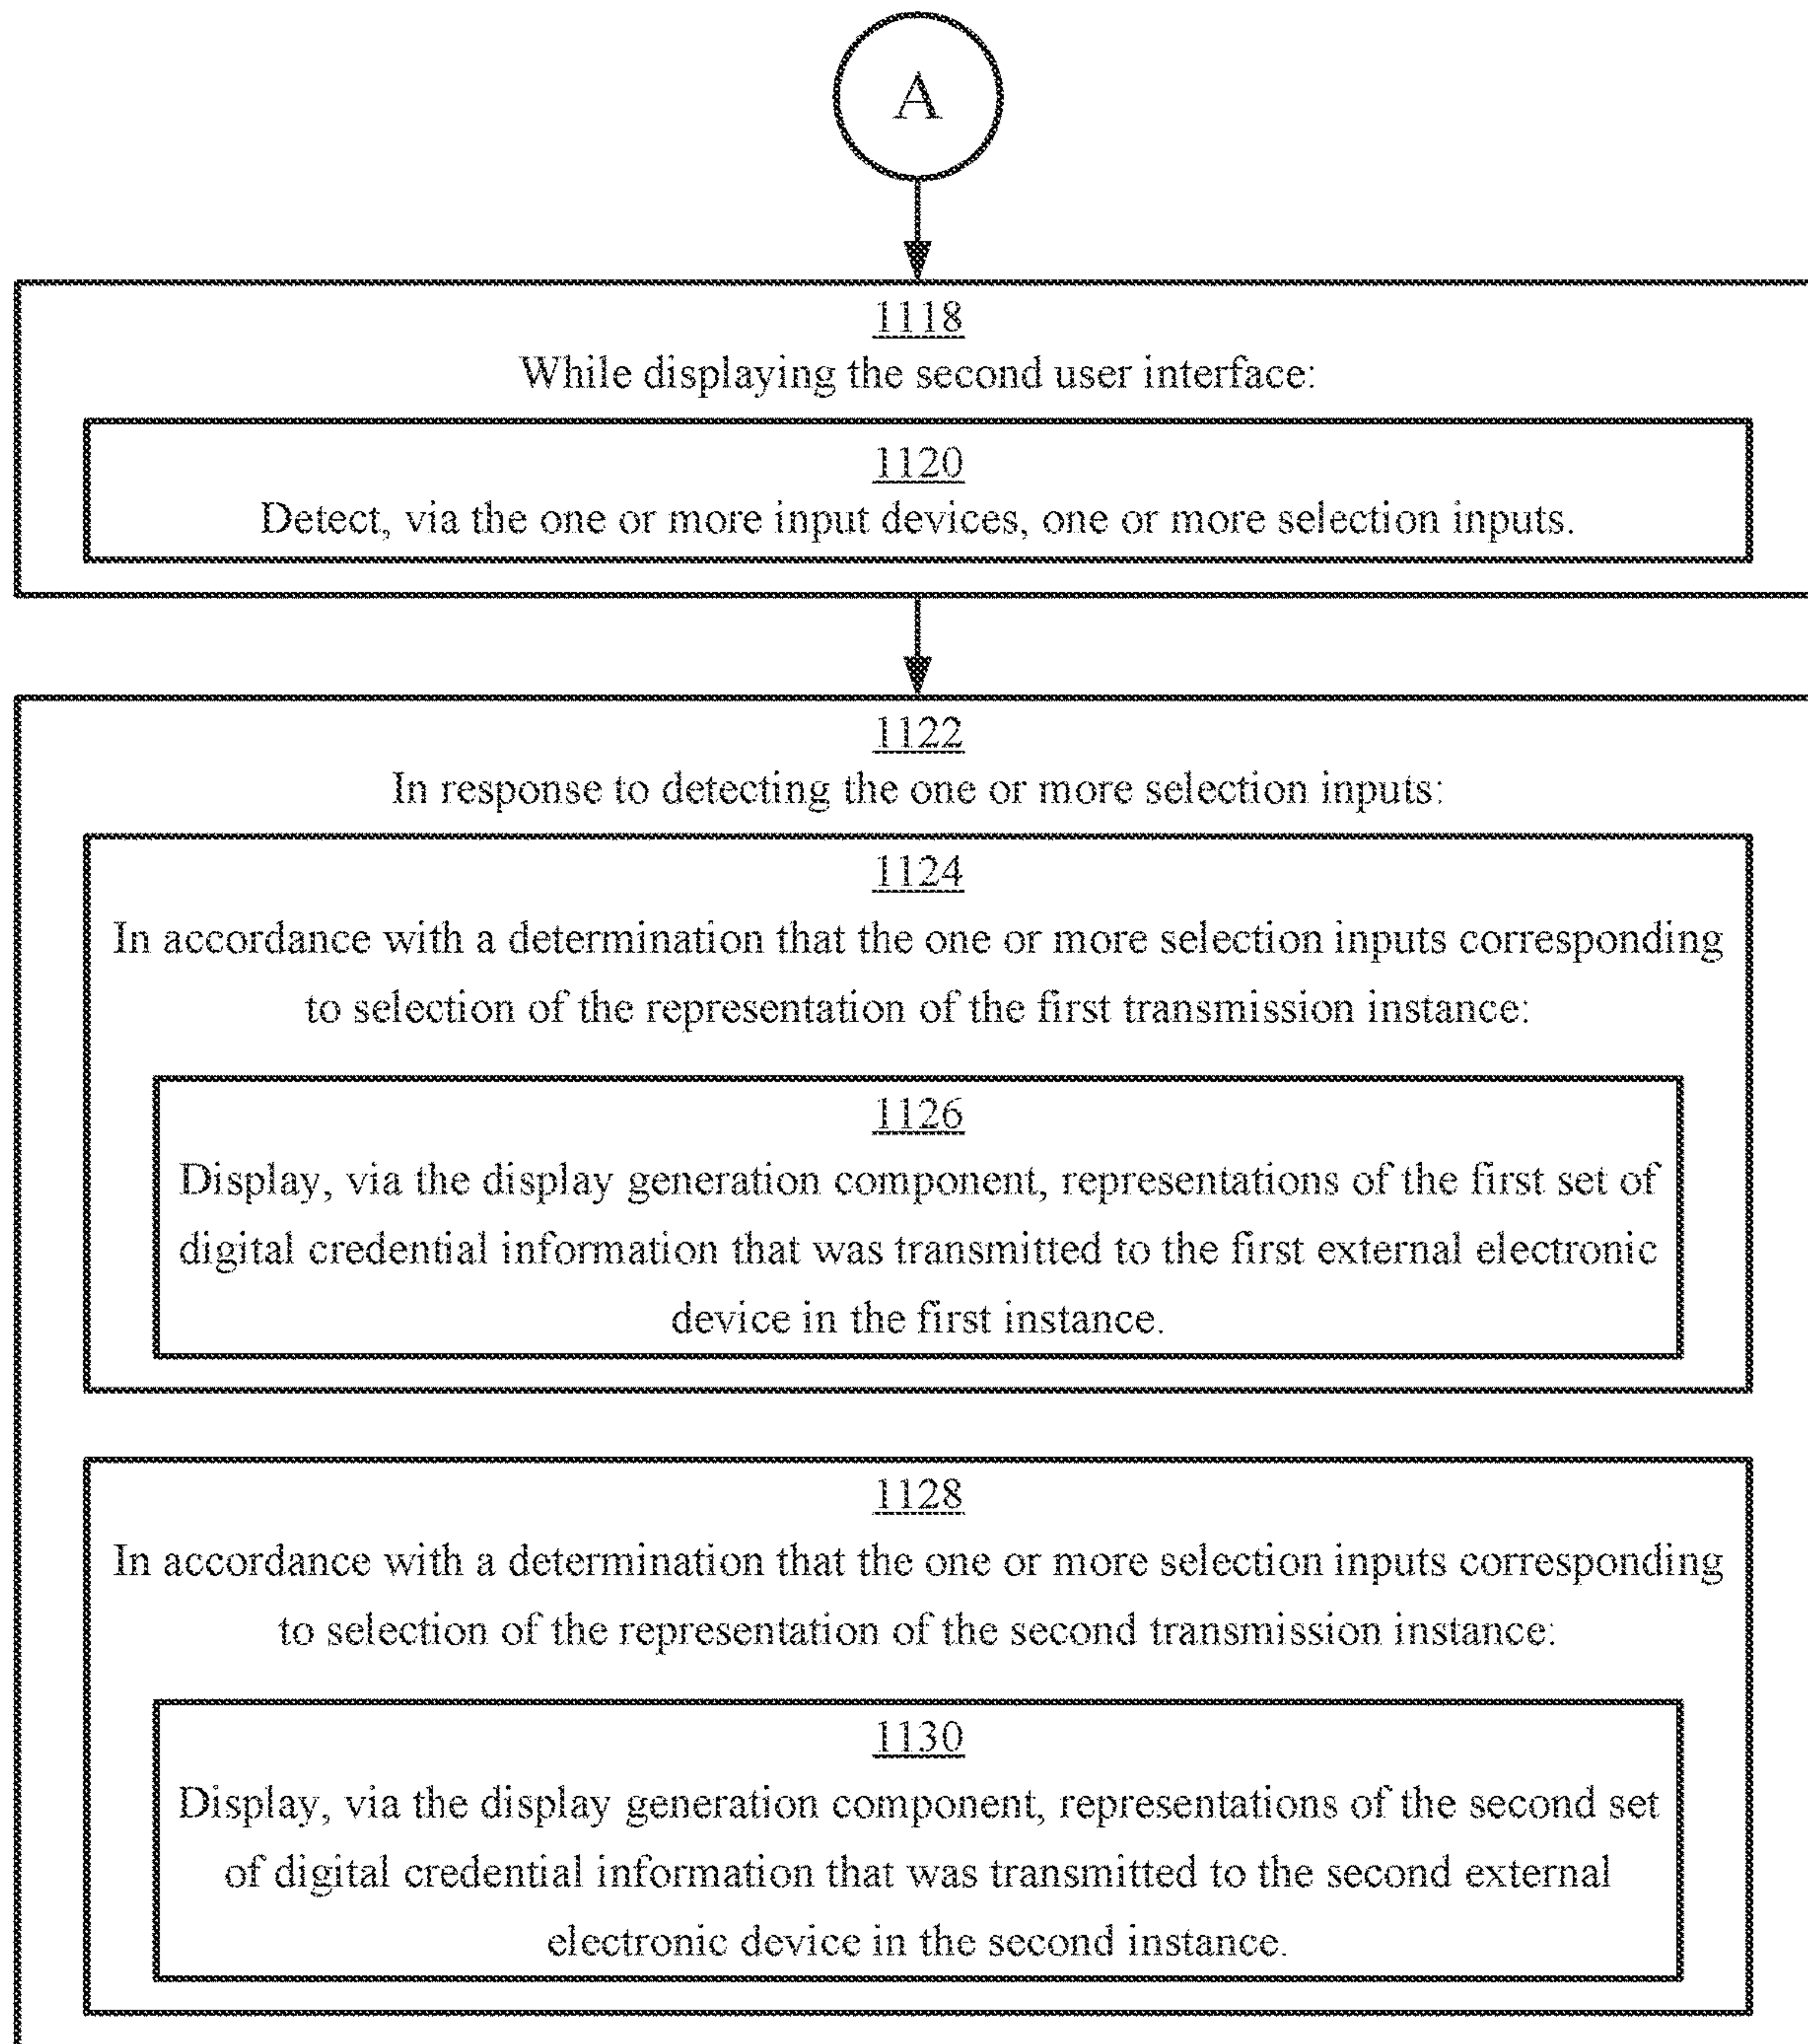 A
1118
While displaying the second user interface:
1120
Detect, via the one or more input devices, one or more selection inputs.
1122
In response to detecting the one or more selection inputs:
1124
In accordance with a determination that the one or more selection inputs corresponding
to selection of the representation of the first transmission instance:
1126
Display, via the display generation component, representations of the first set of
digital credential information that was transmitted to the first external electronic
device in the first instance.
1128
In accordance with a determination that the one or more selection inputs corresponding
to selection of the representation of the second transmission instance:
1130
Display, via the display generation component, representations of the second set
of digital credential information that was transmitted to the second external
electronic device in the second instance.